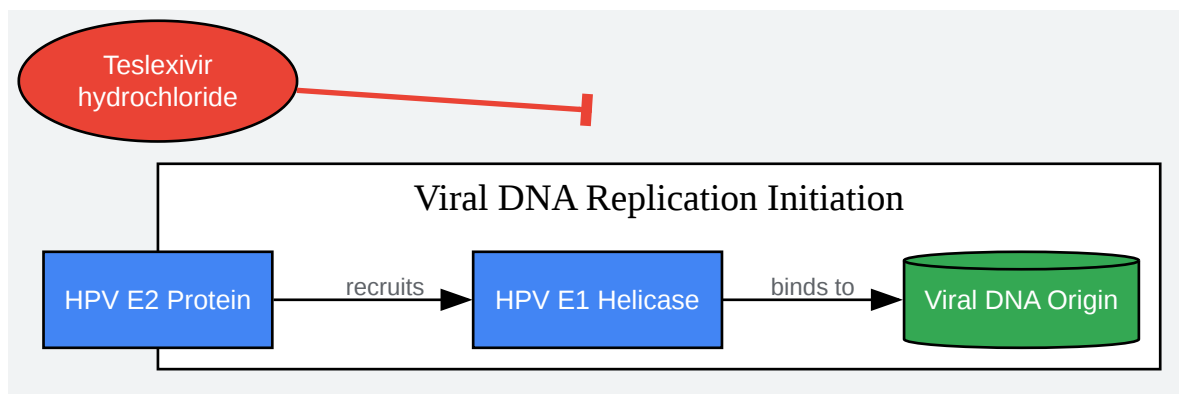 Teslexivir
hydrochloride
Viral DNA Replication Initiation
HPV E2 Protein
recruits
HPV E1 Helicase
binds to
Viral DNA Origin